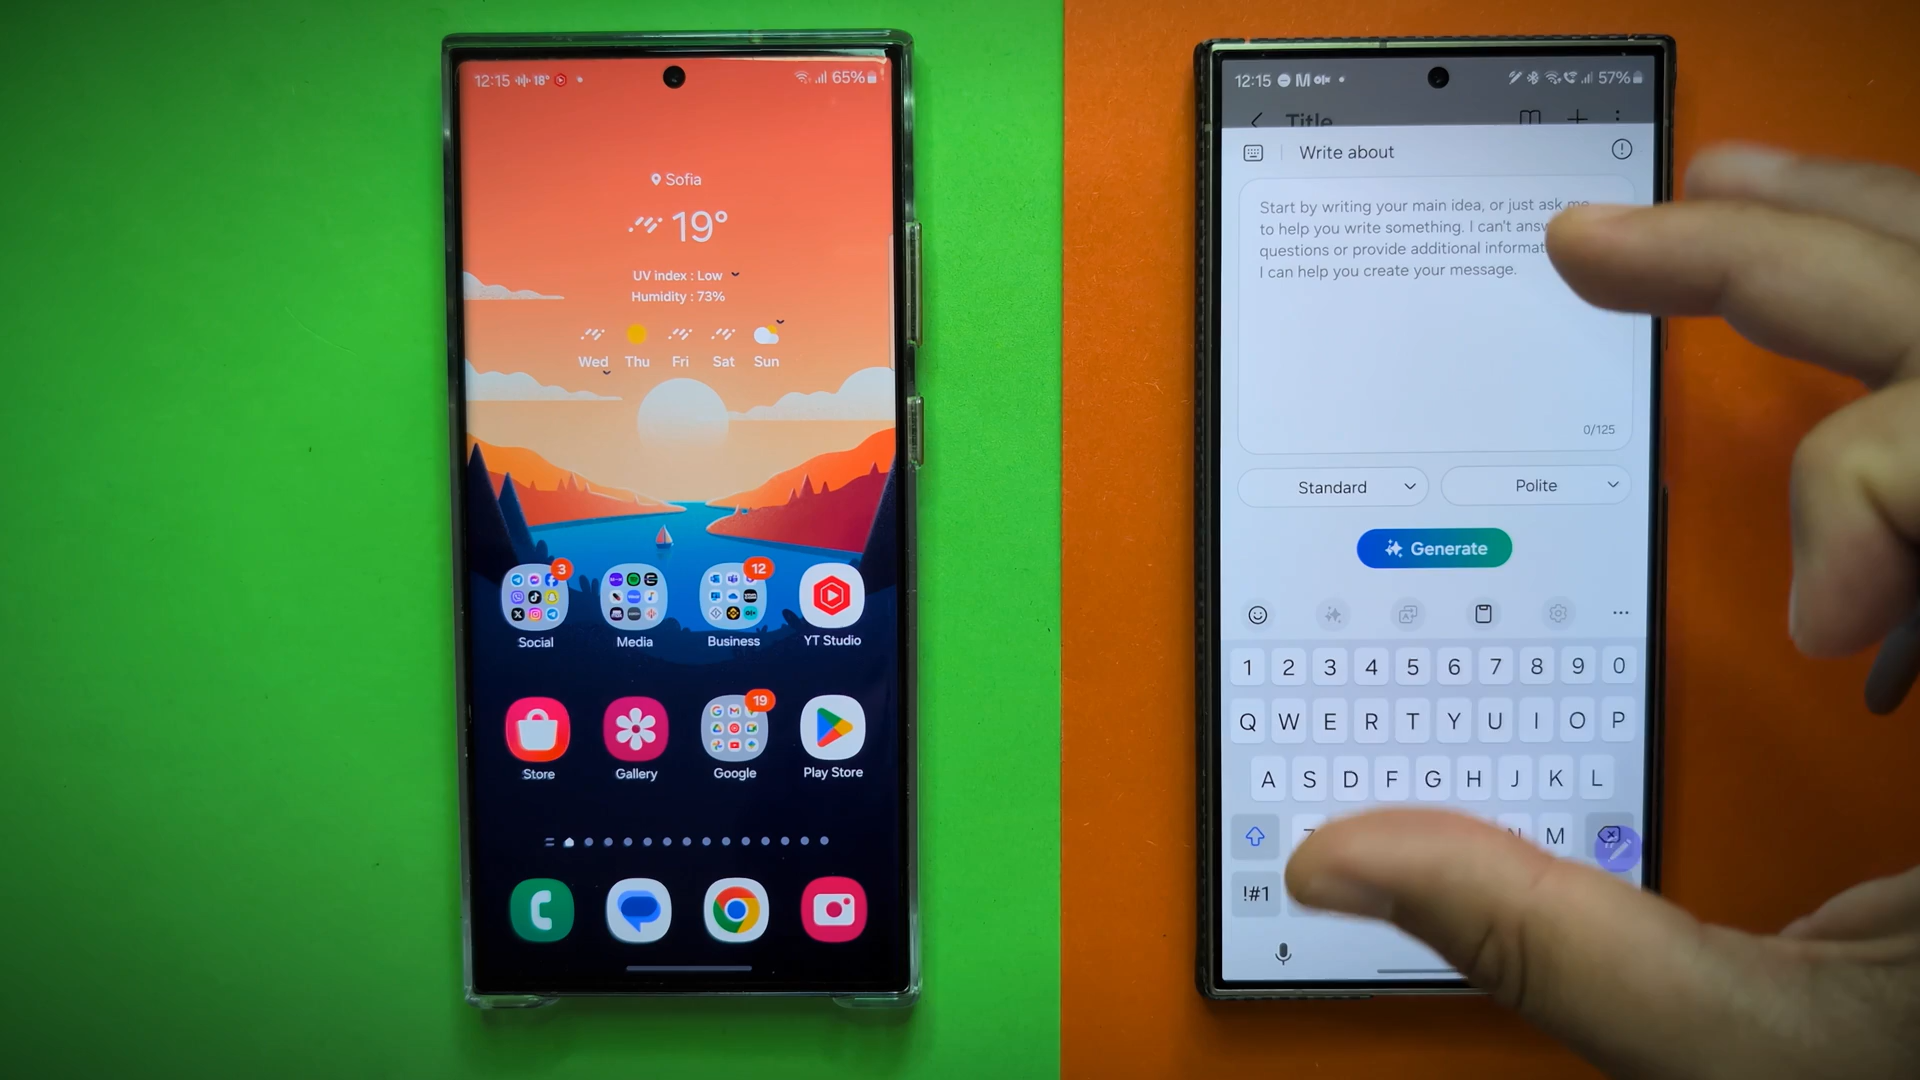 12:15 18°
65%
Sofia
19°
UV index : Low
Humidity : 73%
Wed Thu Fri Sat Sun
3
12
Social Media Business YT Studio
19
Store Gallery Google Play Store
12:15 M olx
57%
Title
Write about
Start by writing your main idea, or just ask me
to help you write something. I can't
questions or provide additional
I can help you create your message.
0/125
Standard Polite
Generate
1 2 3 4 5 6 7 8 9 0
Q W E R T Y U I O P
A S D F G H J K L
Z N M
!#1